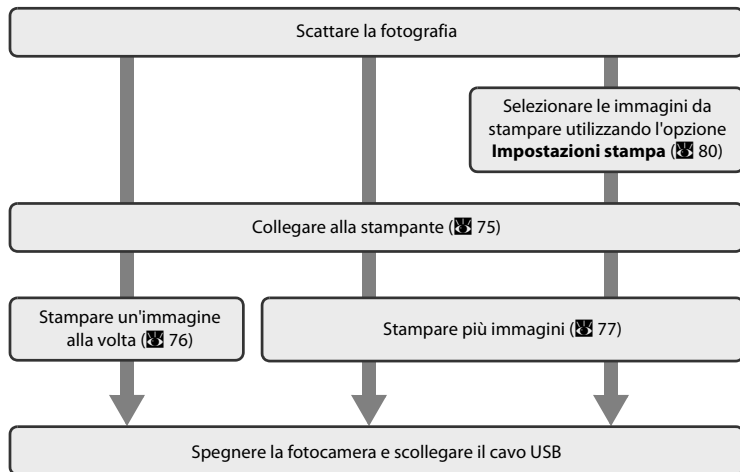 Scattare la fotografia
Selezionare le immagini da
stampare utilizzando l'opzione
Impostazioni stampa ( 80)
Collegare alla stampante ( 75)
Stampare un'immagine
alla volta ( 76)
Stampare più immagini ( 77)
Spegnere la fotocamera e scollegare il cavo USB